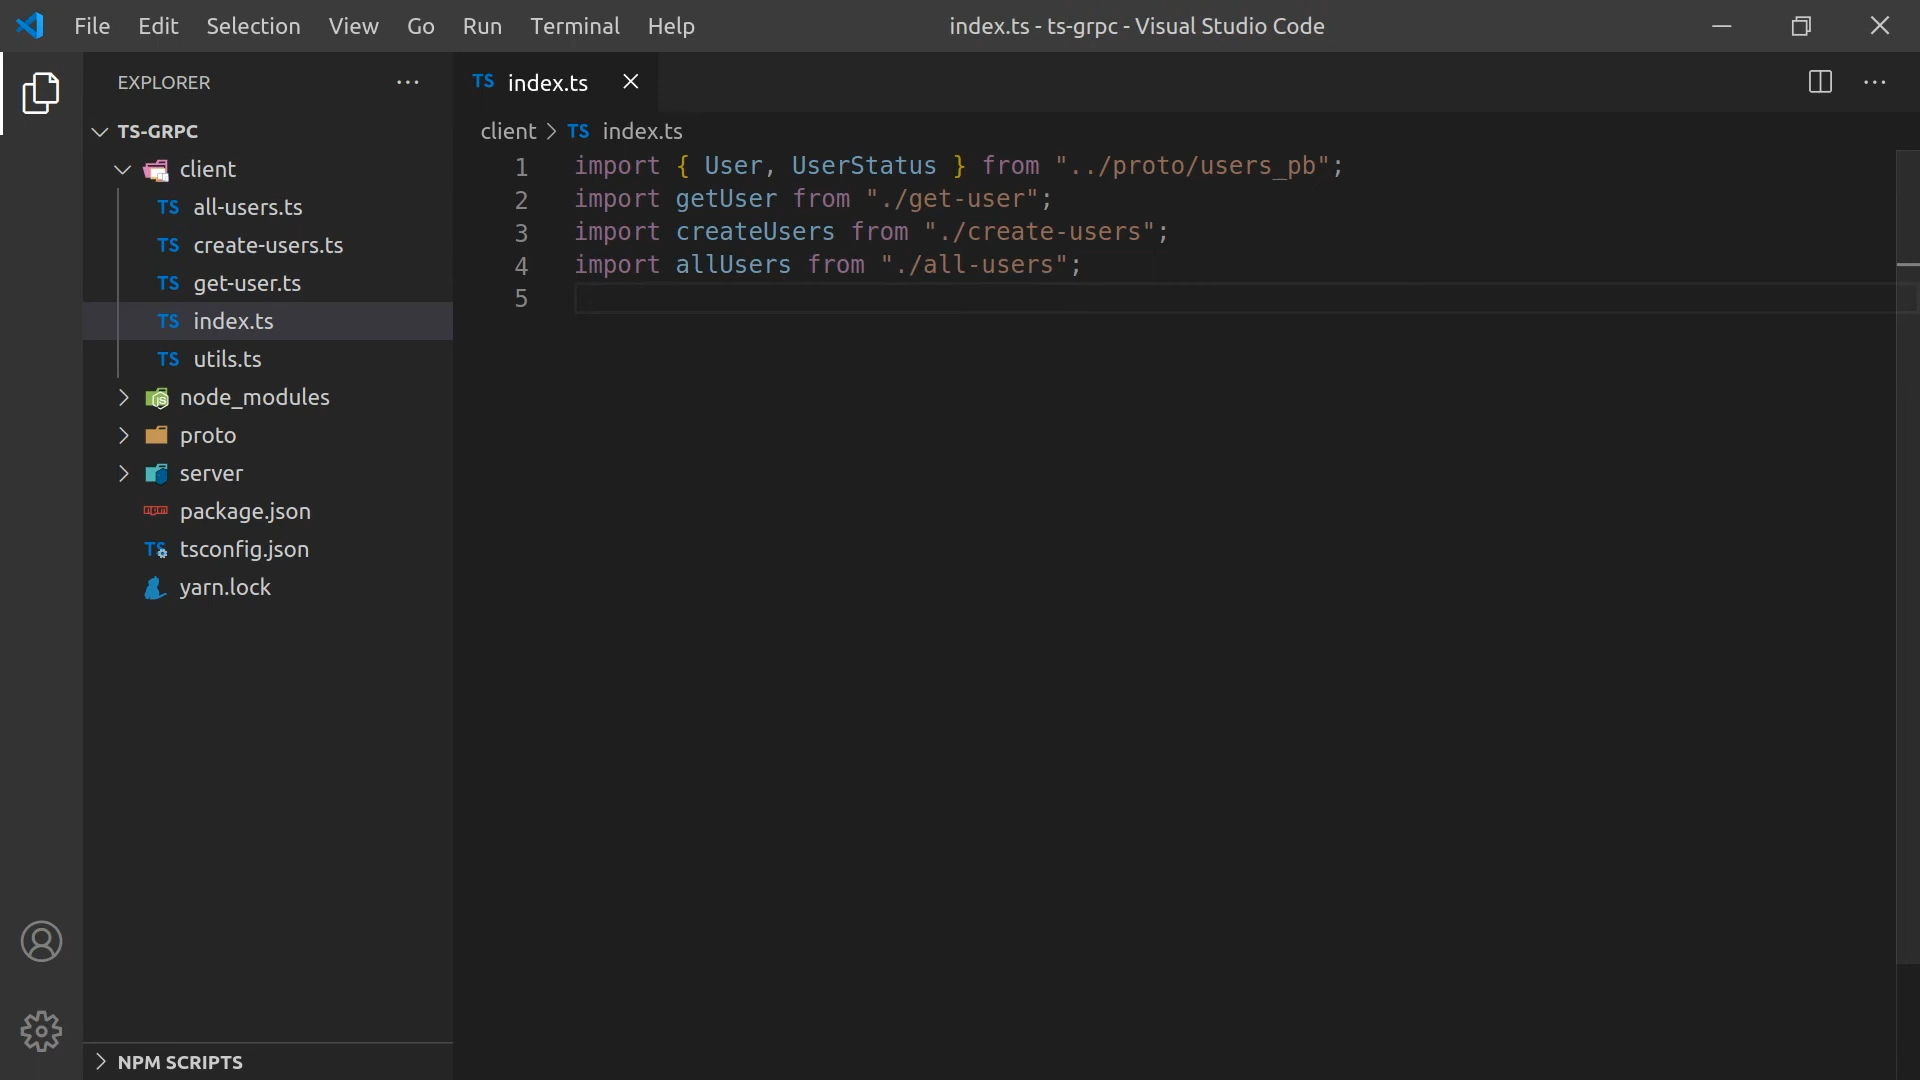 File Edit Selection View Go Run Terminal Help
index.ts - ts-grpc - Visual Studio Code
EXPLORER
TS-GRPC
client
TS all-users.ts
TS create-users.ts
TS get-user.ts
TS index.ts
TS utils.ts
node_modules
proto
server
package.json
TS tsconfig.json
yarn.lock
NPM SCRIPTS
TS index.ts
client > TS index.ts
1 import { User, UserStatus } from "../proto/users_pb";
2 import getUser from "./get-user";
3 import createUsers from "./create-users";
4 import allUsers from "./all-users";
5